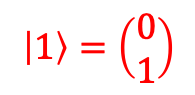 |1⟩ = (0
1)